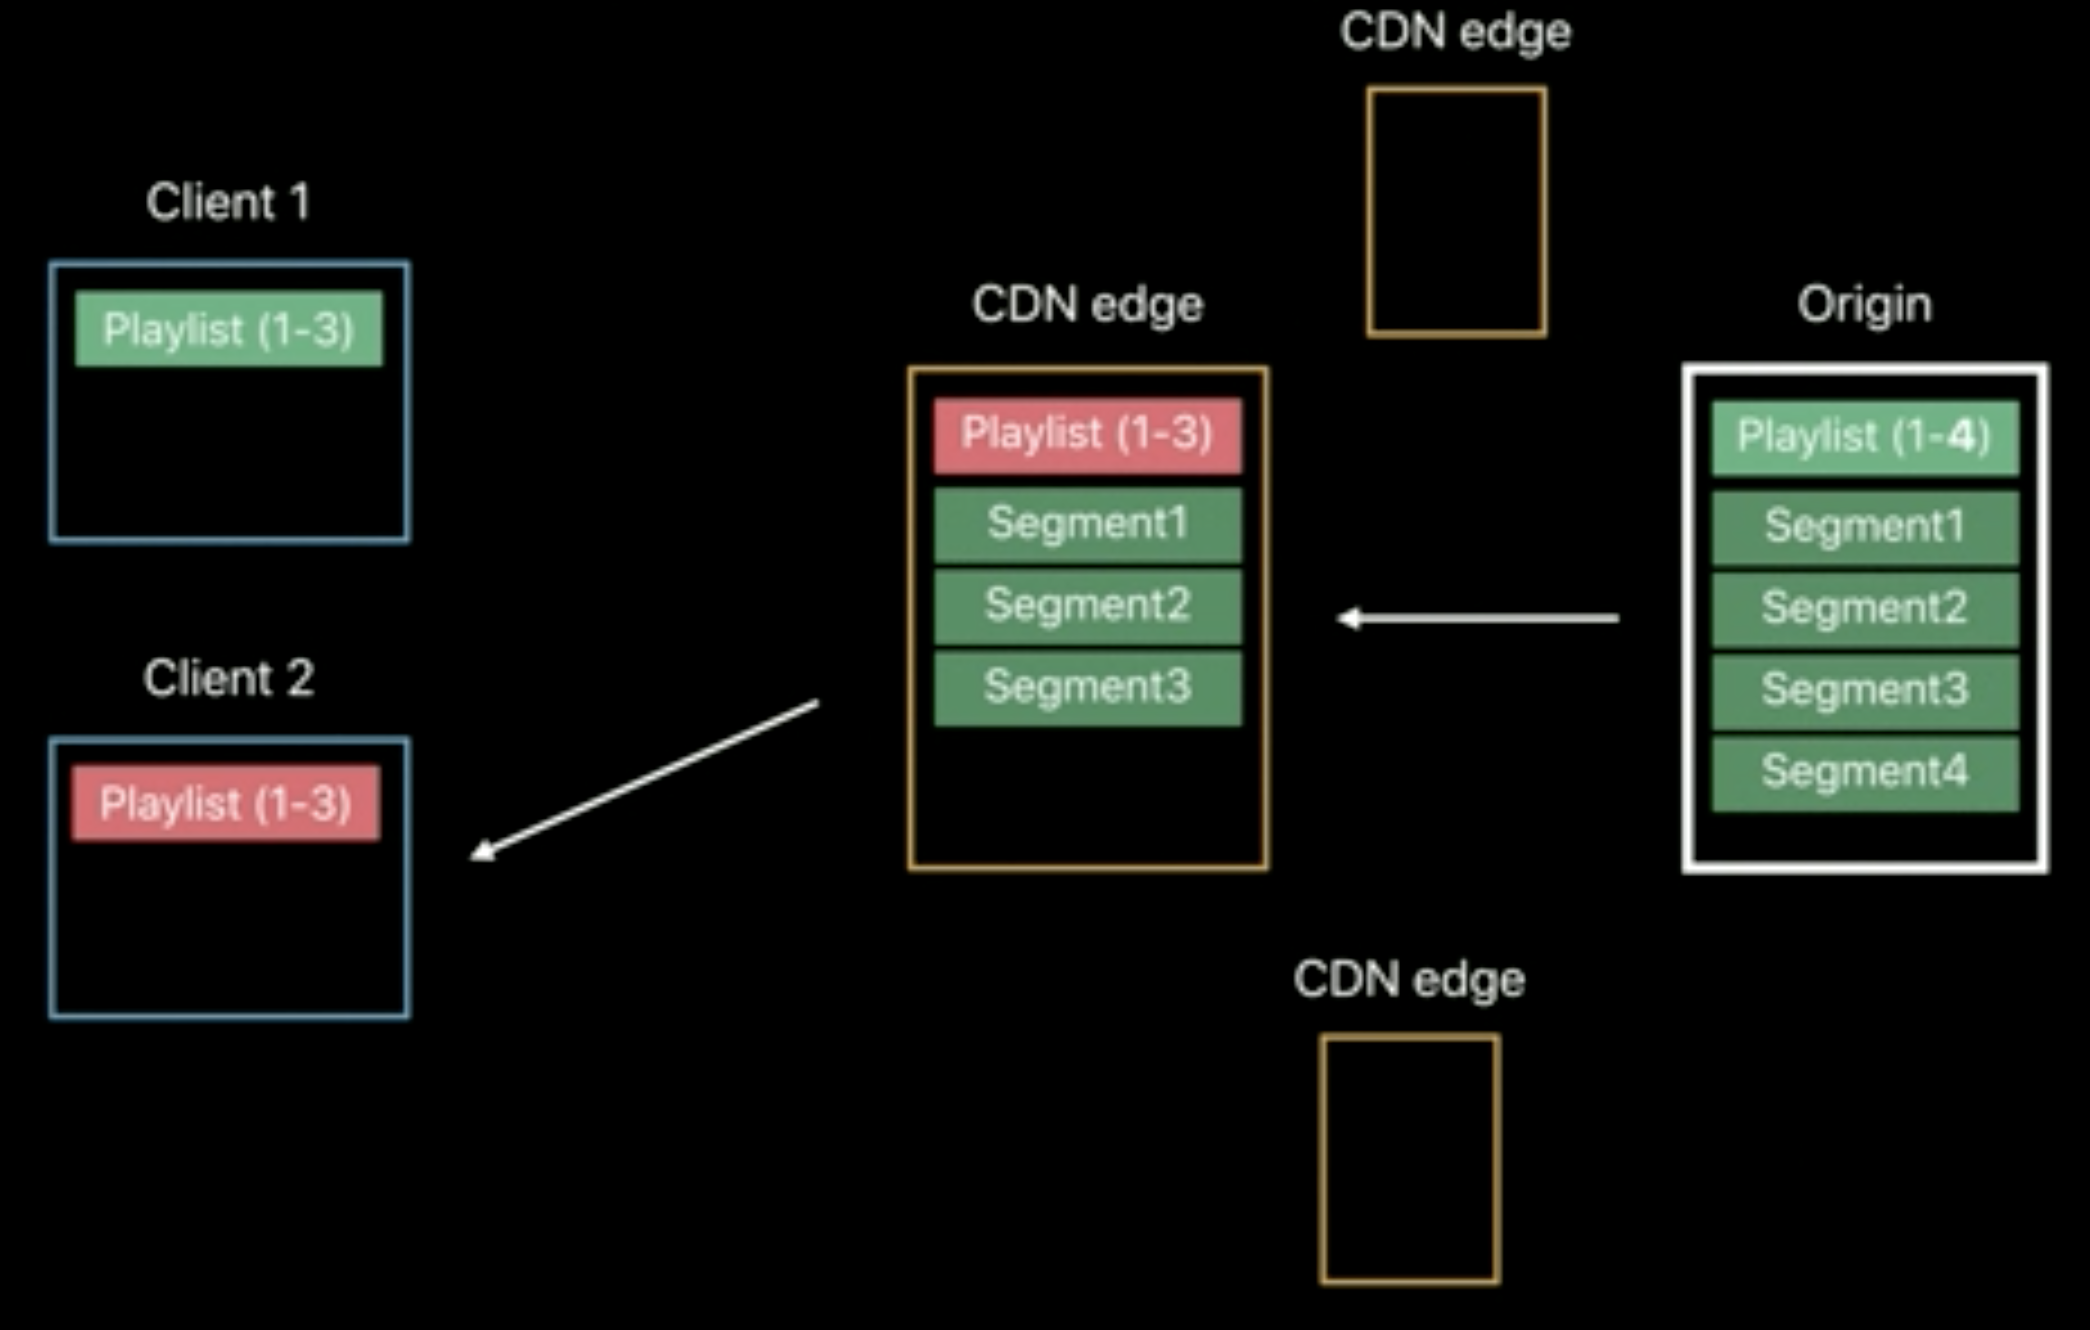 CDN edge
Client 1
Playlist (1-3)
CDN edge
Playlist (1-3)
Segment1
Segment2
Segment3
Origin
Playlist (1-4)
Segment1
Segment2
Segment3
Segment4
Client 2
Playlist (1-3)
CDN edge